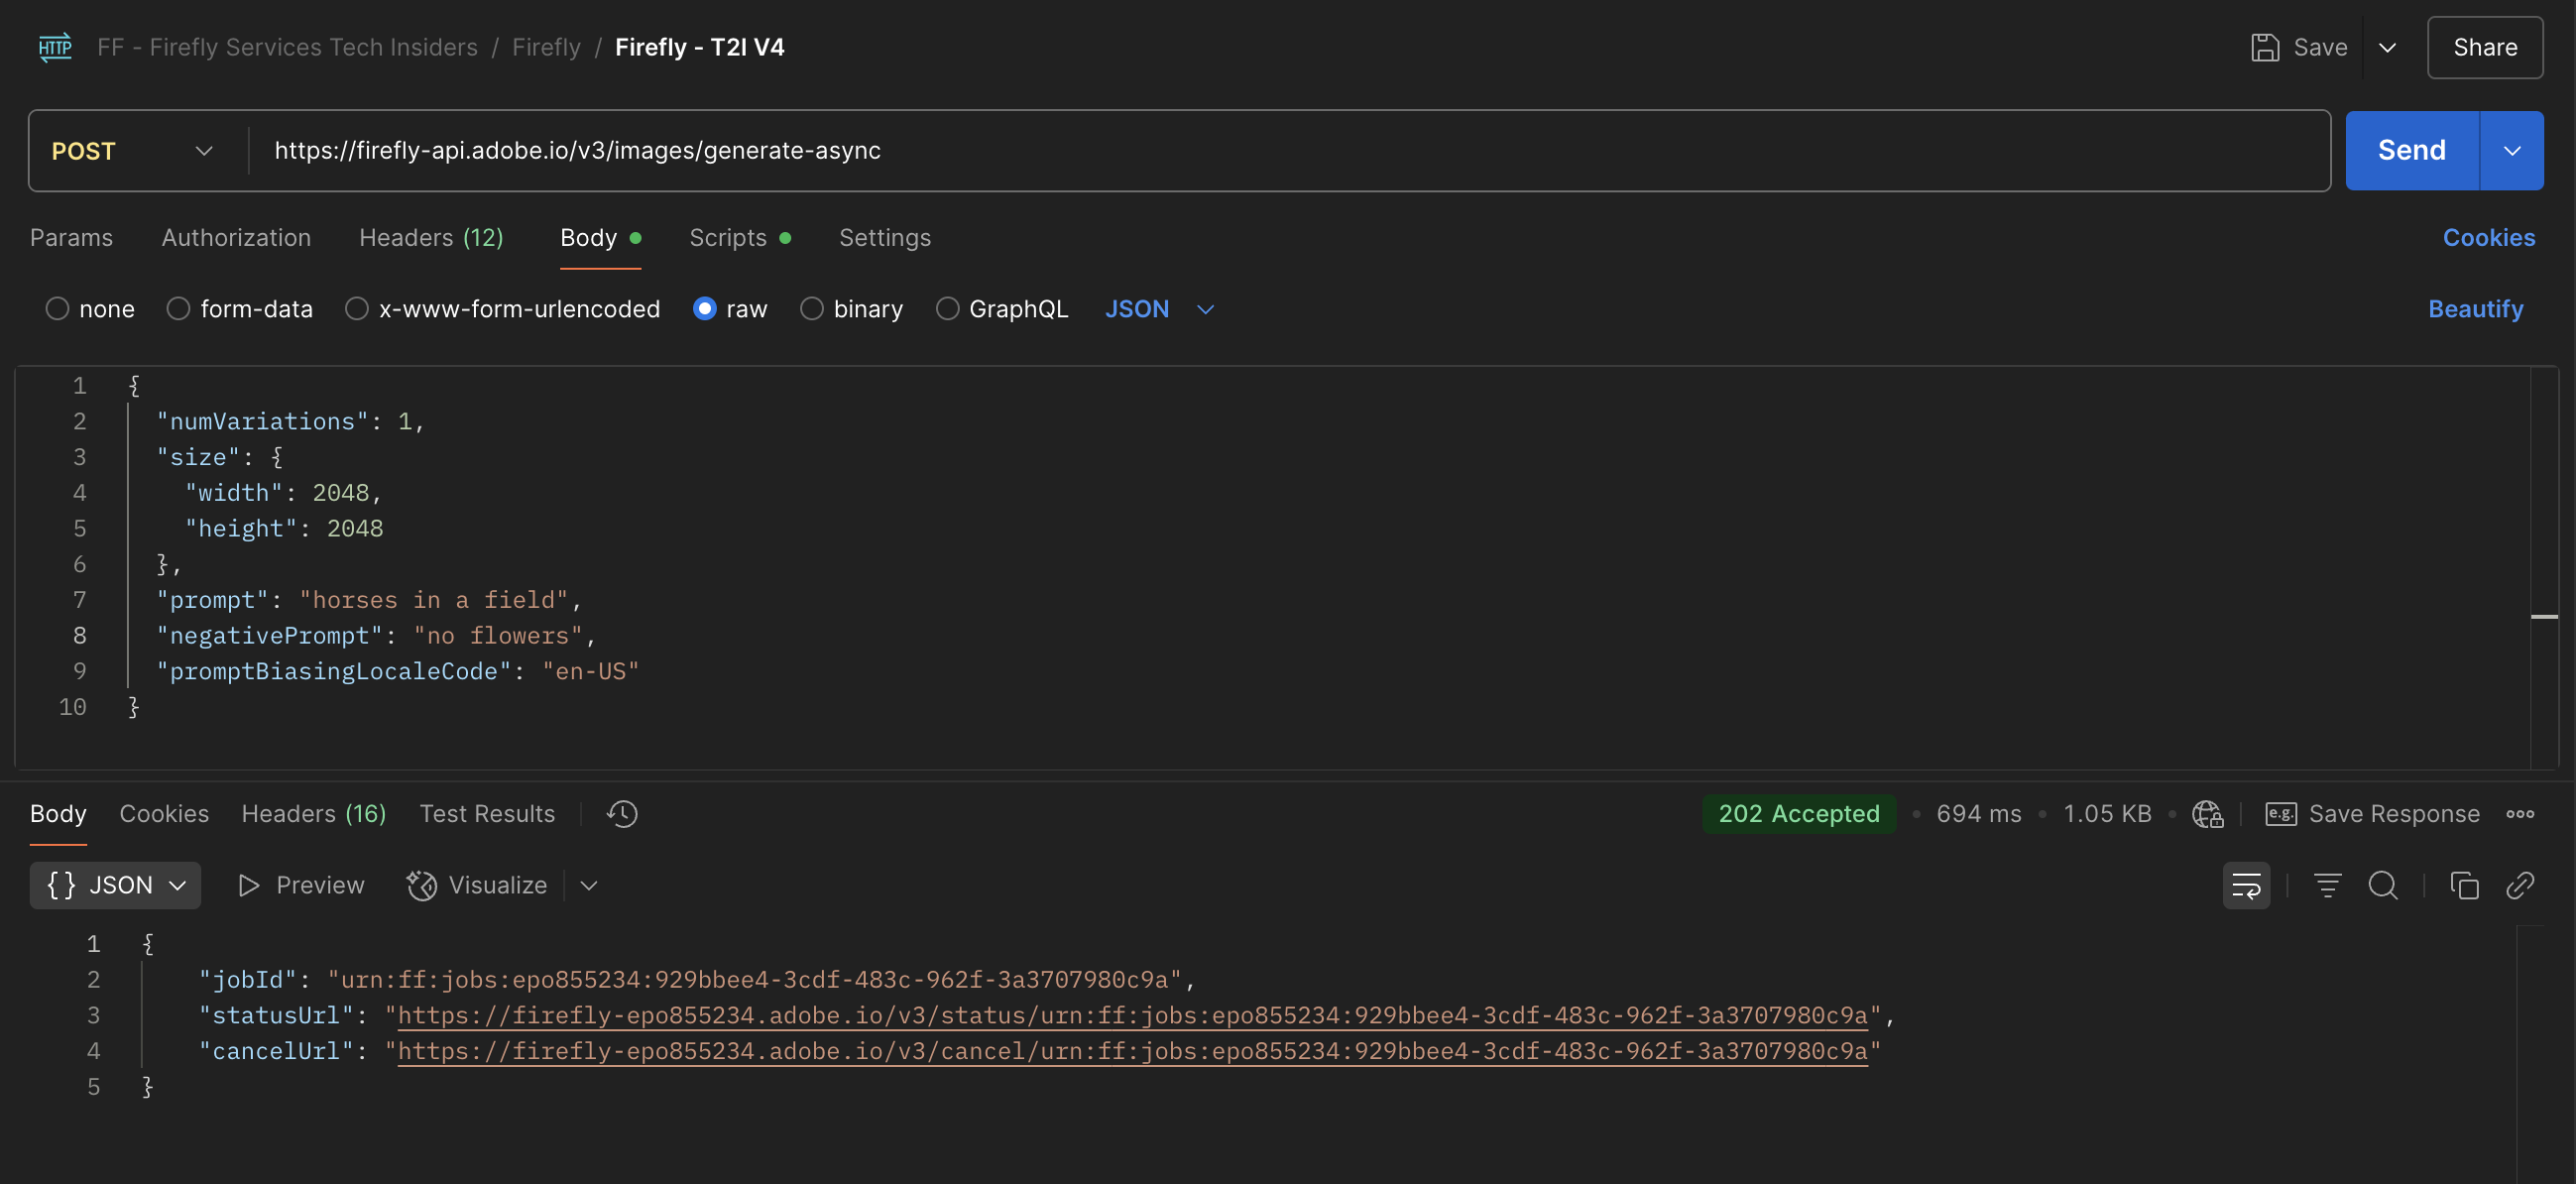 HTTP FF - Firefly Services Tech Insiders / Firefly / Firefly - T2I V4 Save Share
POST https://firefly-api.adobe.io/v3/images/generate-async Send
Params Authorization Headers (12) Body Scripts Settings Cookies
none form-data x-www-form-urlencoded raw binary GraphQL JSON Beautify
1 {
2 "numVariations": 1,
3 "size": {
4 "width": 2048,
5 "height": 2048
6 },
7 "prompt": "horses in a field",
8 "negativePrompt": "no flowers",
9 "promptBiasingLocaleCode": "en-US"
10 }
Body Cookies Headers (16) Test Results 202 Accepted • 694 ms • 1.05 KB • e.g. Save Response
{} JSON Preview Visualize
1 {
2 "jobId": "urn:ff:jobs:epo855234:929bbee4-3cdf-483c-962f-3a3707980c9a",
3 "statusUrl": "https://firefly-epo855234.adobe.io/v3/status/urn:ff:jobs:epo855234:929bbee4-3cdf-483c-962f-3a3707980c9a",
4 "cancelUrl": "https://firefly-epo855234.adobe.io/v3/cancel/urn:ff:jobs:epo855234:929bbee4-3cdf-483c-962f-3a3707980c9a"
5 }